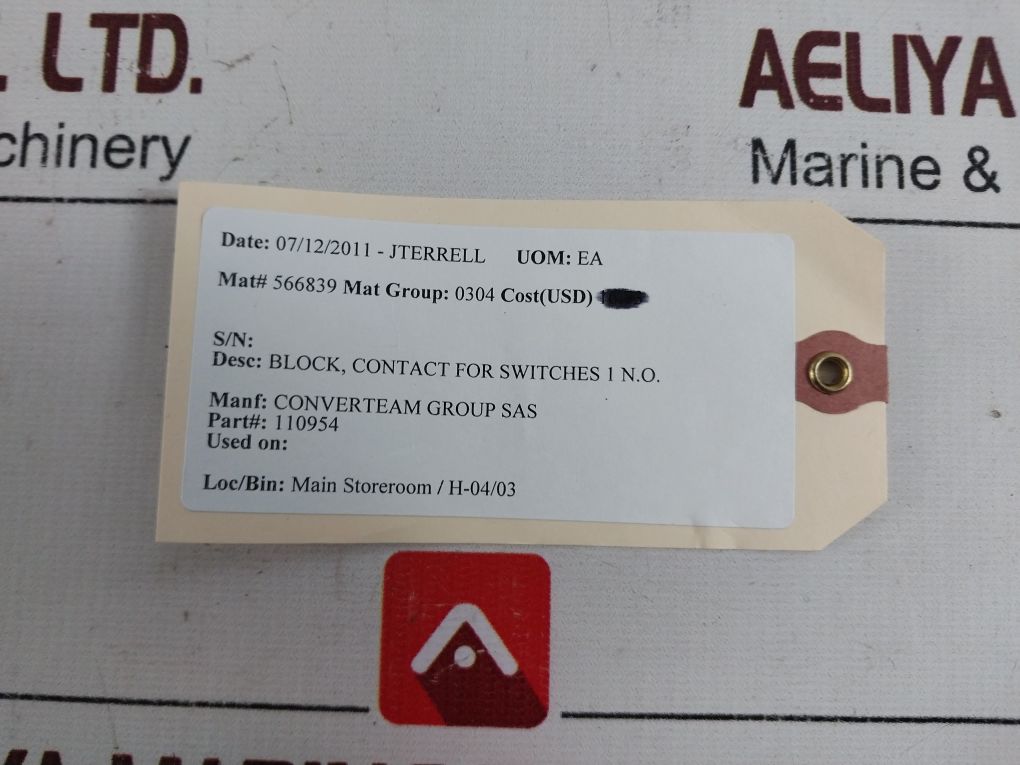 . LTD.
chinery
AELIYA
Marine &
Date: 07/12/2011 - JTERRELL UOM: EA
Mat# 566839 Mat Group: 0304 Cost(USD)
S/N:
Desc: BLOCK, CONTACT FOR SWITCHES 1 N.O.
Manf: CONVERTEAM GROUP SAS
Part#: 110954
Used on:
Loc/Bin: Main Storeroom / H-04/03